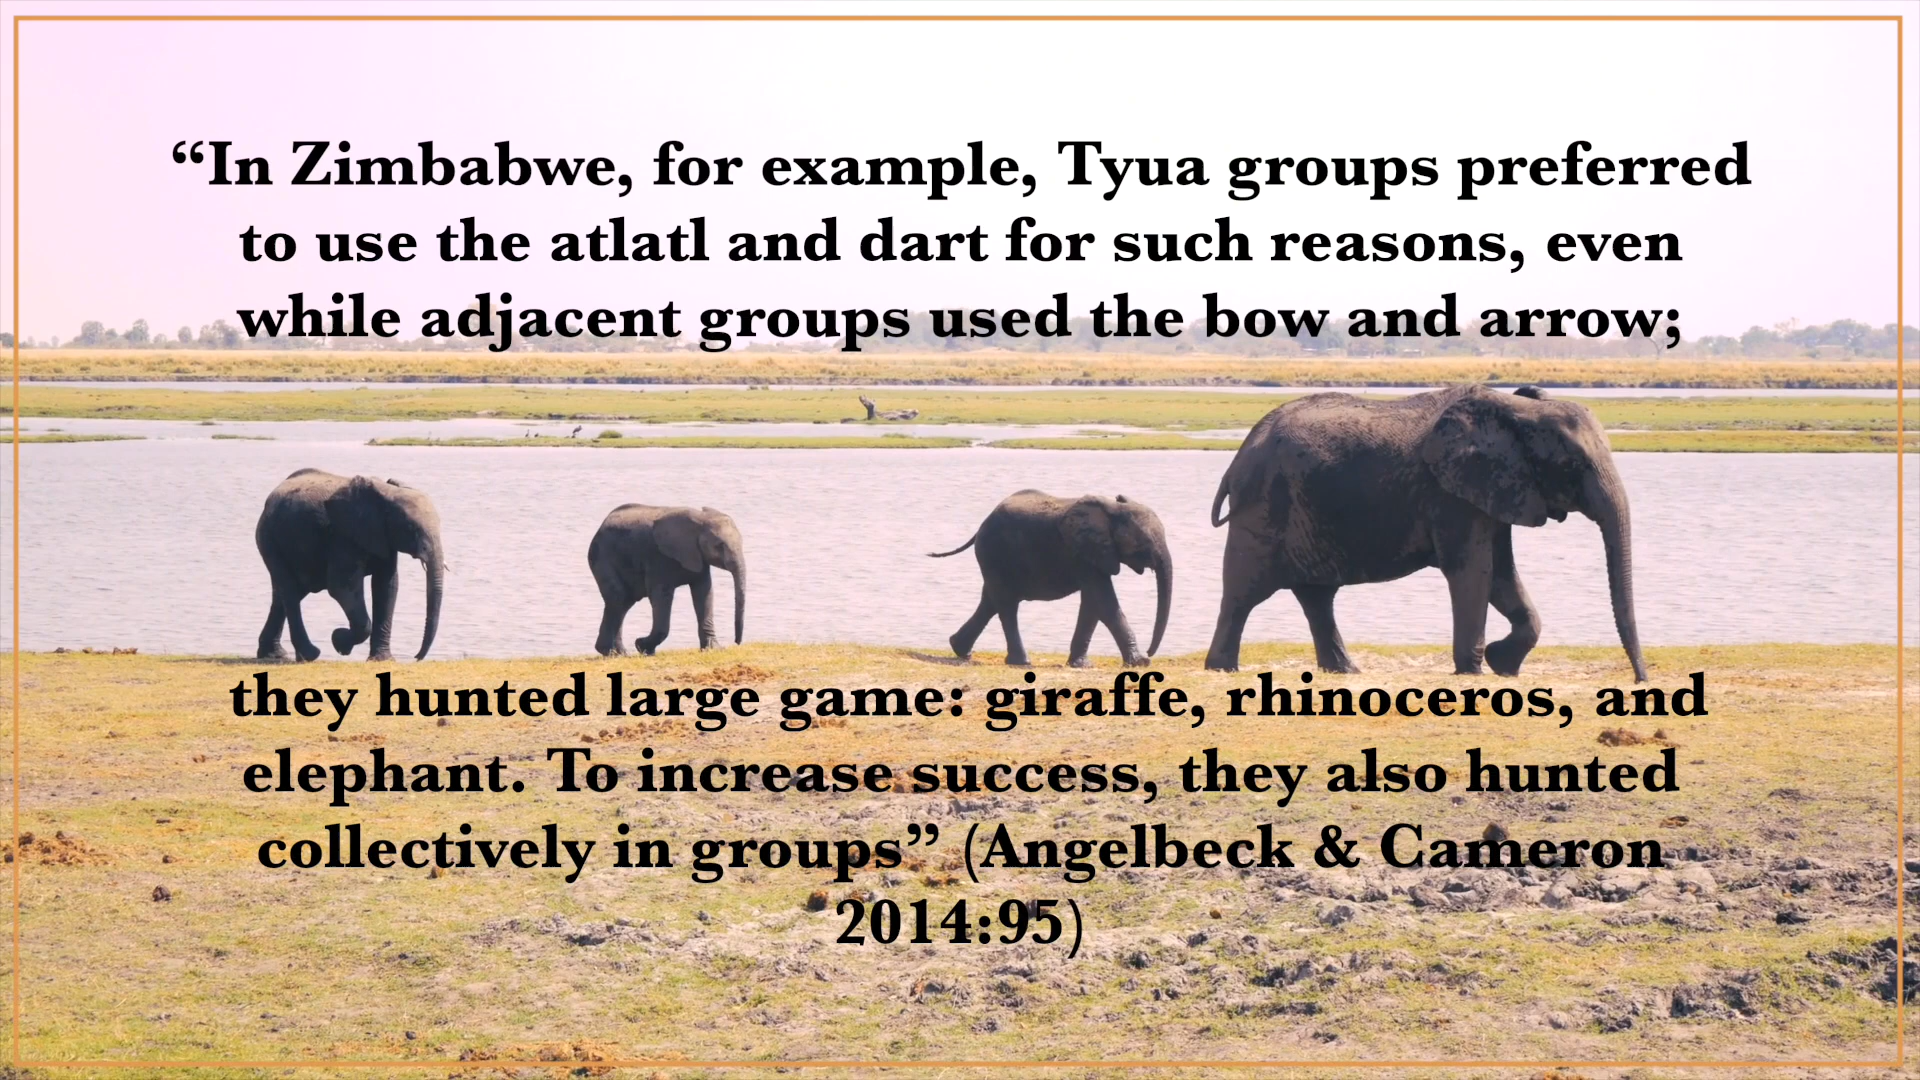 “In Zimbabwe, for example, Tyua groups preferred
to use the atlatl and dart for such reasons, even
while adjacent groups used the bow and arrow;
they hunted large game: giraffe, rhinoceros, and
elephant. To increase success, they also hunted
collectively in groups” (Angelbeck & Cameron
2014:95)